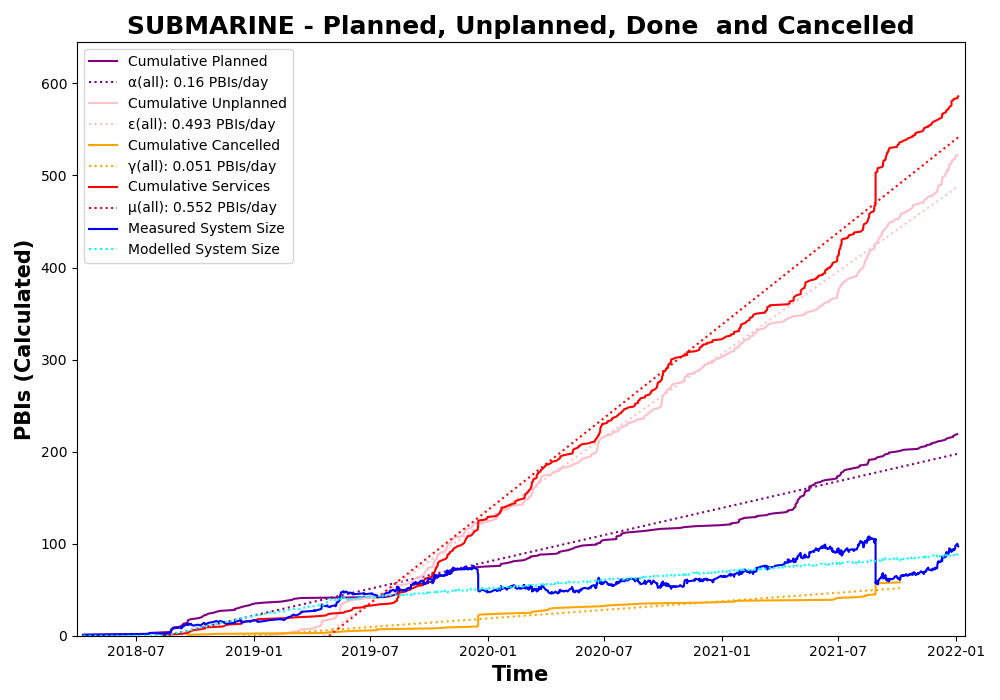 SUBMARINE - Planned, Unplanned, Done  and Cancelled
Cumulative Planned
α(all): 0.16 PBIs/day
Cumulative Unplanned
ε(all): 0.493 PBIs/day
Cumulative Cancelled
γ(all): 0.051 PBIs/day
Cumulative Services
μ(all): 0.552 PBIs/day
Measured System Size
Modelled System Size
PBIs (Calculated)
600
500
400
300
200
100
0
2018-07
2019-01
2019-07
2020-01
2020-07
2021-01
2021-07
2022-01
Time